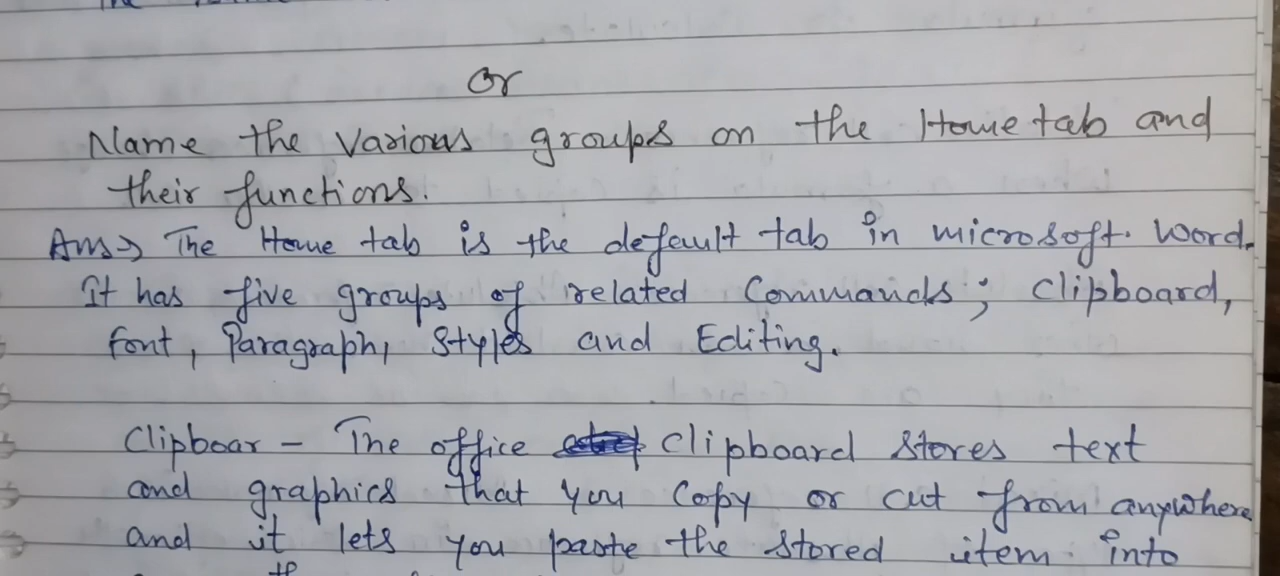 or
Name the various groups on the Home tab and
their functions.
Ans→ The Home tab is the default tab in microsoft. Word.
It has five groups of related Commands; Clipboard,
font, Paragraph, Styles and Editing.
Clipboar - The office clipboard stores text
and graphics that you copy or cut from anywhere
and it lets you paste the stored item into